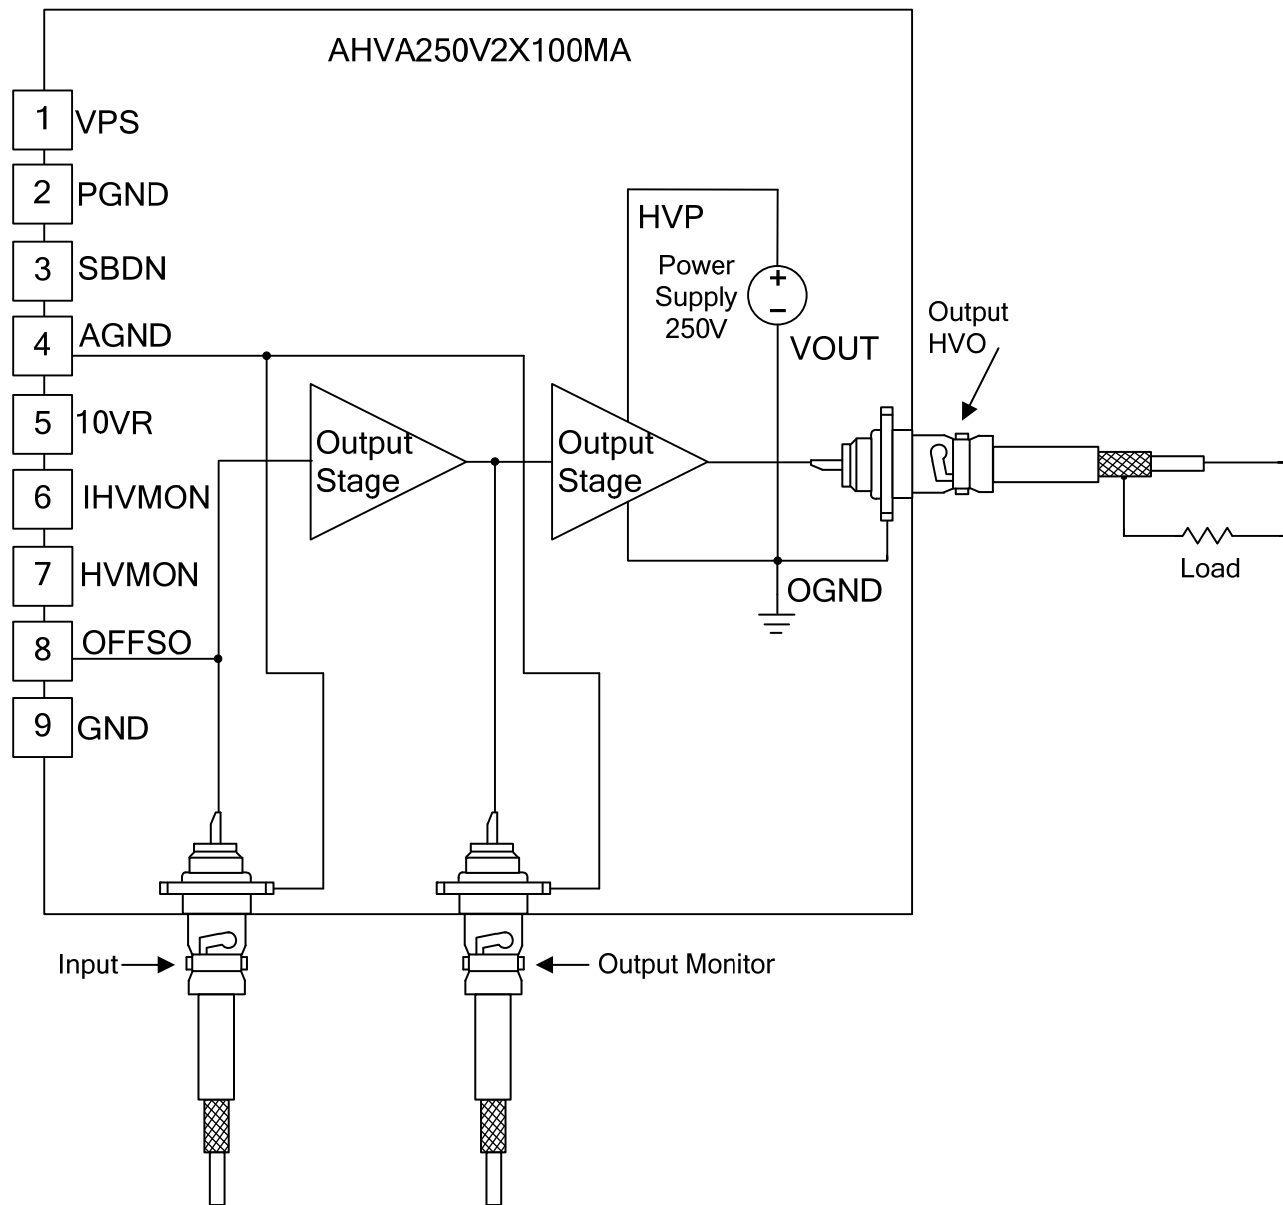 AHVA250V2X100MA
1 VPS
2 PGND
3 SBDN
4 AGND
5 10VR
6 IHVMON
7 HVMON
8 OFFSO
9 GND
HVP
Power
Supply
250V
+
−
VOUT
Output
HVO
Output
Stage
Output
Stage
OGND
Load
Input
Output Monitor